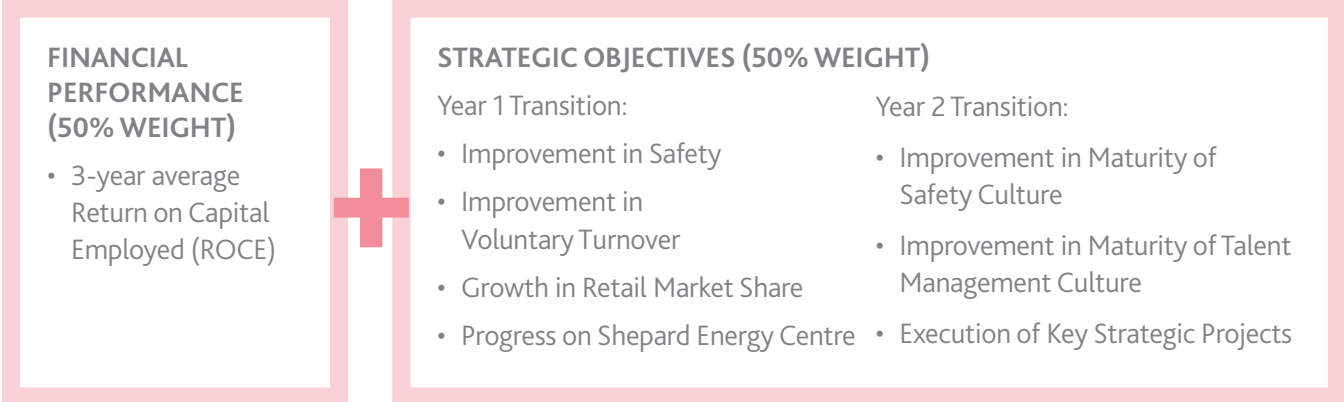 FINANCIAL
PERFORMANCE
(50% WEIGHT)
• 3-year average
Return on Capital
Employed (ROCE)
STRATEGIC OBJECTIVES (50% WEIGHT)
Year 1 Transition:
• Improvement in Safety
• Improvement in
Voluntary Turnover
• Growth in Retail Market Share
• Progress on Shepard Energy Centre
Year 2 Transition:
• Improvement in Maturity of
Safety Culture
• Improvement in Maturity of Talent
Management Culture
• Execution of Key Strategic Projects